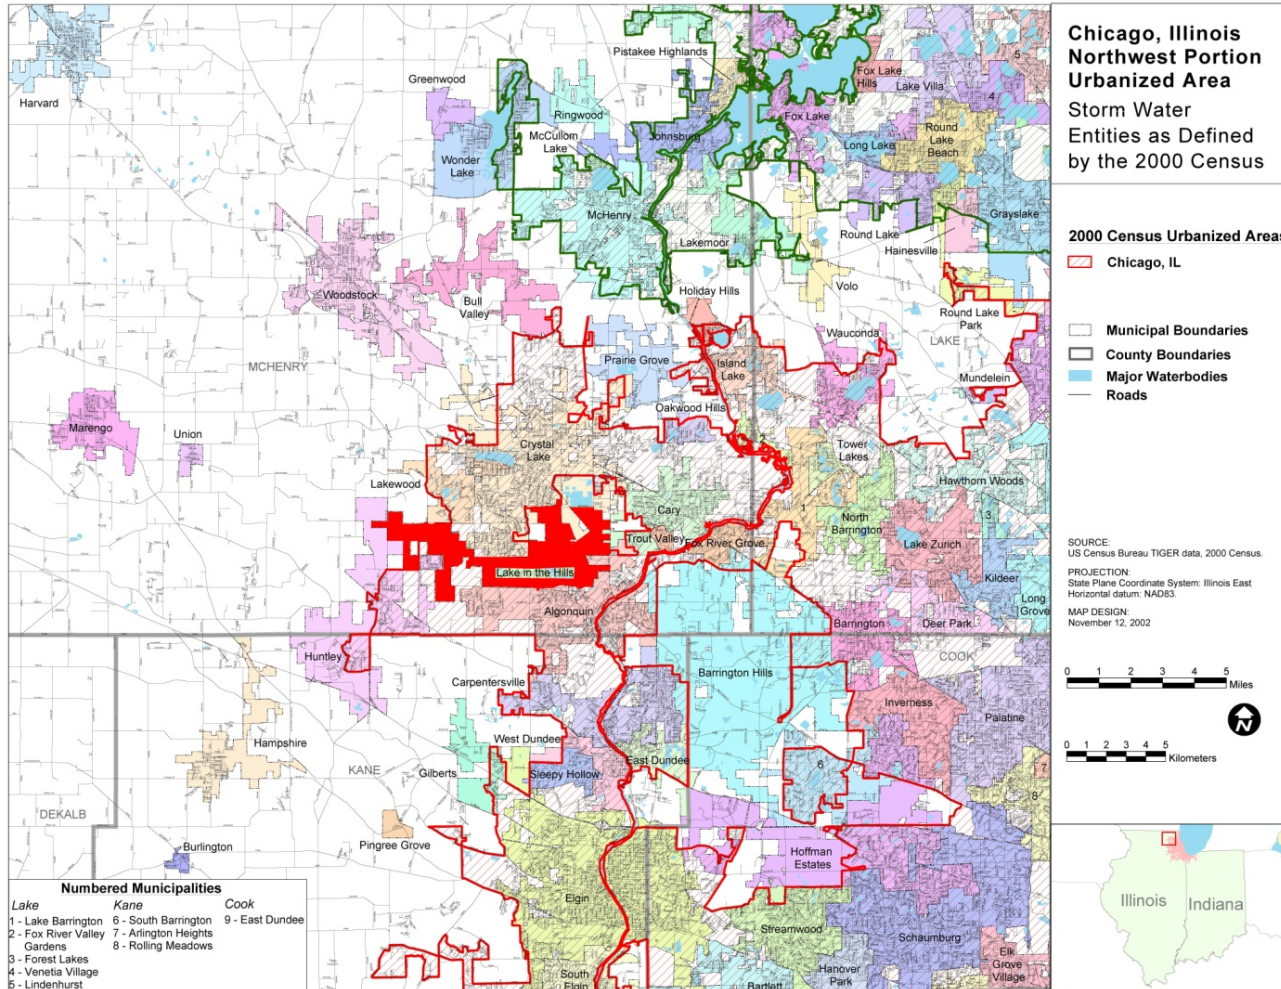 Chicago, Illinois
Northwest Portion
Urbanized Area
Storm Water
Entities as Defined
by the 2000 Census
2000 Census Urbanized Areas
Chicago, IL
Municipal Boundaries
County Boundaries
Major Waterbodies
Roads
SOURCE:
US Census Bureau TIGER data, 2000 Census.
PROJECTION:
State Plane Coordinate System: Illinois East
Horizontal datum: NAD83.
MAP DESIGN:
November 12, 2002
0 1 2 3 4 5
Miles
N
0 1 2 3 4 5
Kilometers
Illinois
Indiana
Harvard
Greenwood
Pistakee Highlands
Ringwood
McCullom
Lake
Johnsburg
Wonder
Lake
Fox Lake
Hills
Lake Villa
5
4
Fox Lake
Long Lake
Round
Lake
Beach
McHenry
Lakemoor
Round Lake
Hainesville
Grayslake
Woodstock
Bull
Valley
Holiday Hills
Volo
Round Lake
Park
MCHENRY
Prairie Grove
Island
Lake
Wauconda
LAKE
Mundelein
Marengo
Union
Oakwood Hills
2
Crystal
Lake
Tower
Lakes
Lakewood
Hawthorn Woods
Cary
1
North
Barrington
3
Trout Valley
Fox River Grove
Lake Zurich
Lake in the Hills
Kildeer
Long
Grove
Algonquin
Barrington
Deer Park
Huntley
COOK
Carpentersville
Barrington Hills
Inverness
Palatine
Hampshire
West Dundee
KANE
Gilberts
Sleepy Hollow
East Dundee
6
7
8
DEKALB
Pingree Grove
Burlington
Hoffman
Estates
Elgin
Streamwood
Schaumburg
South
Elgin
Bartlett
Hanover
Park
Elk
Grove
Village
Numbered Municipalities
Lake
1 - Lake Barrington
2 - Fox River Valley
Gardens
3 - Forest Lakes
4 - Venetia Village
5 - Lindenhurst
Kane
6 - South Barrington
7 - Arlington Heights
8 - Rolling Meadows
Cook
9 - East Dundee